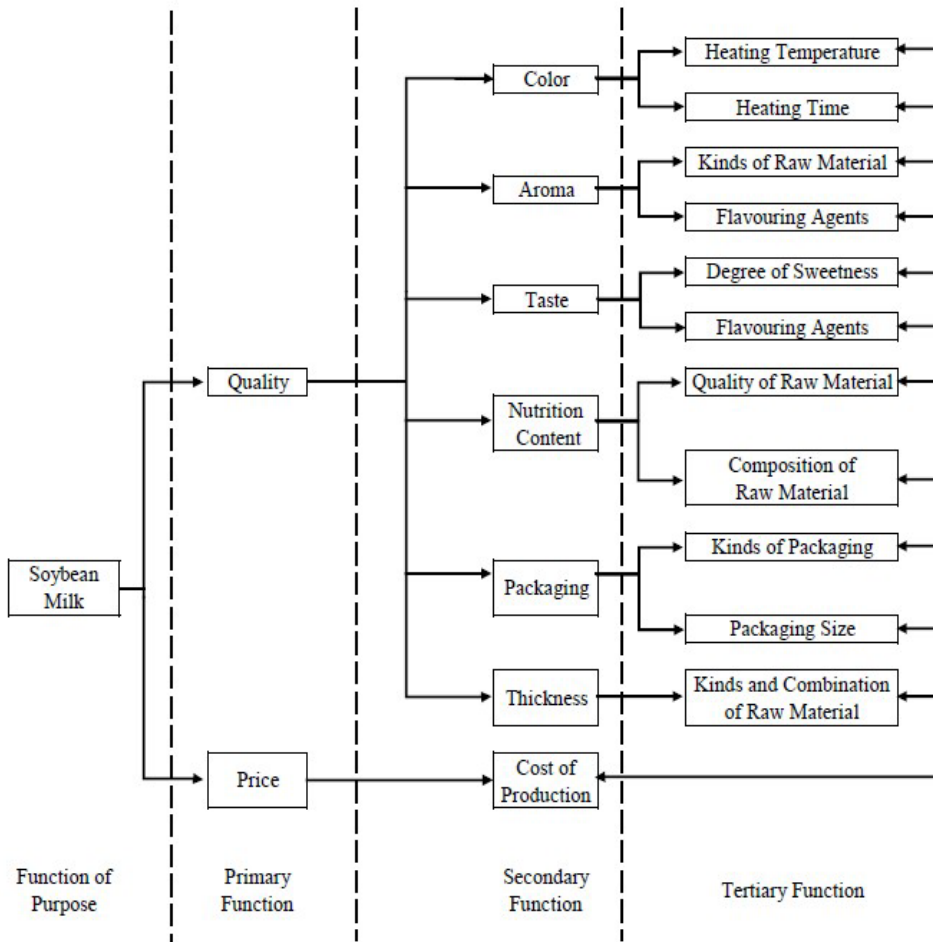 Color
Heating Temperature
Heating Time
Aroma
Kinds of Raw Material
Flavouring Agents
Taste
Degree of Sweetness
Flavouring Agents
Quality
Nutrition
Content
Quality of Raw Material
Composition of
Raw Material
Soybean
Milk
Packaging
Kinds of Packaging
Packaging Size
Thickness
Kinds and Combination
of Raw Material
Price
Cost of
Production
Function of
Purpose
Primary
Function
Secondary
Function
Tertiary Function